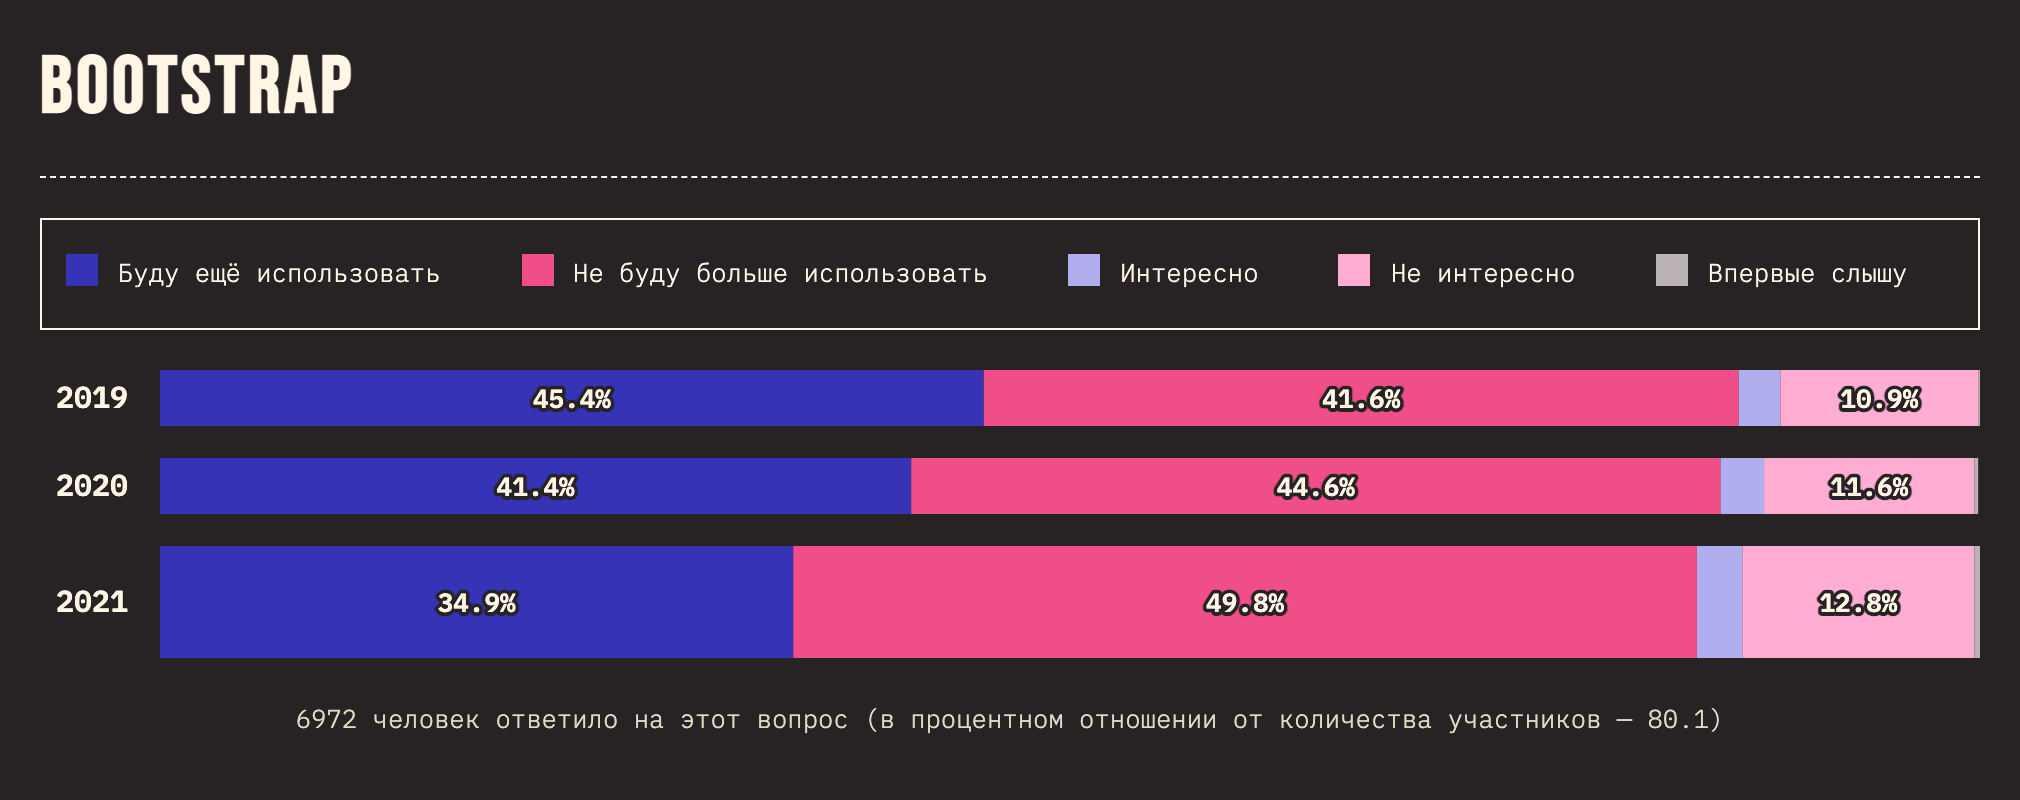 BOOTSTRAP
Буду ещё использовать Не буду больше использовать Интересно Не интересно Впервые слышу
2019 45.4% 41.6% 10.9%
2020 41.4% 44.6% 11.6%
2021 34.9% 49.8% 12.8%
6972 человек ответило на этот вопрос (в процентном отношении от количества участников — 80.1)